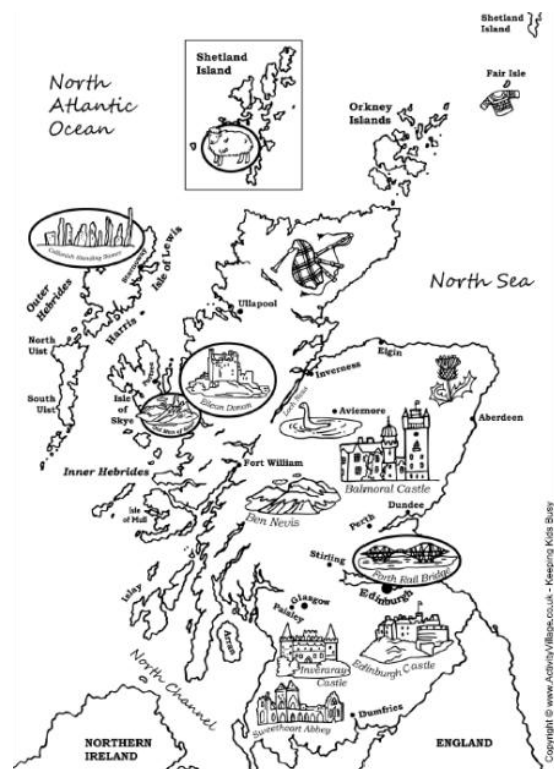 Shetland
Island
Fair Isle
Shetland
Island
North
Atlantic
Ocean
Orkney
Islands
Callanish Standing Stones
Stornoway
Isle of Lewis
Outer
Hebrides
Harris
Ullapool
North Sea
North
Uist
South
Uist
Portree
Isle
of
Skye
Eilean Donan
Inverness
Elgin
Loch Ness
Aviemore
Aberdeen
Inner Hebrides
Fort William
Balmoral Castle
Isle
of Mull
Ben Nevis
Dundee
Perth
Stirling
Forth Rail Bridge
Edinburgh
Islay
Glasgow
Paisley
Arran
Inveraray
Castle
Edinburgh Castle
North Channel
Sweetheart Abbey
Dumfries
NORTHERN
IRELAND
ENGLAND
Copyright © www.ActivityVillage.co.uk - Keeping Kids Busy